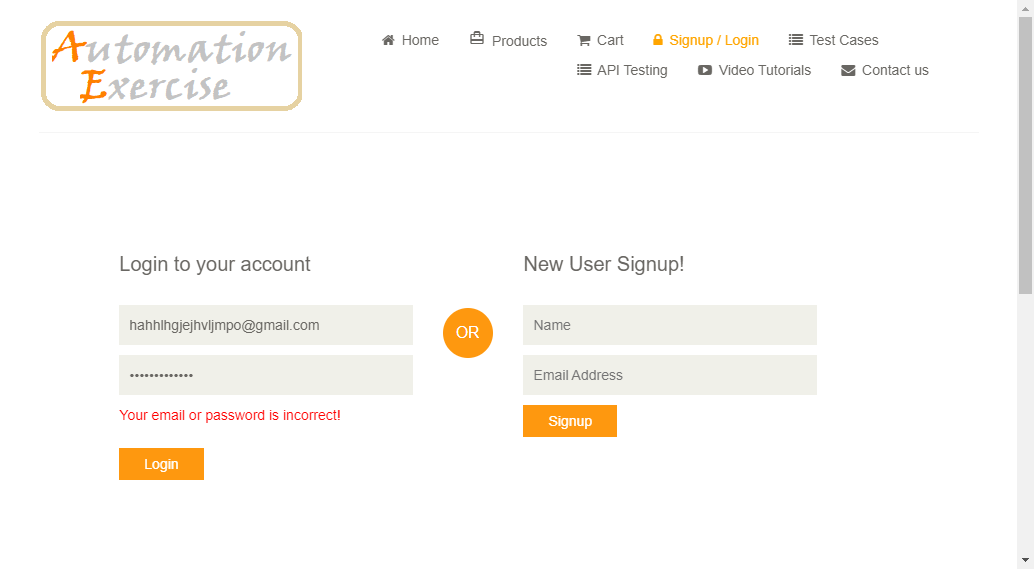 Automation
Exercise
Home
Products
Cart
Signup / Login
Test Cases
API Testing
Video Tutorials
Contact us
Login to your account
hahhlhgjejhvljmpo@gmail.com
•••••••••••••
Your email or password is incorrect!
Login
OR
New User Signup!
Name
Email Address
Signup